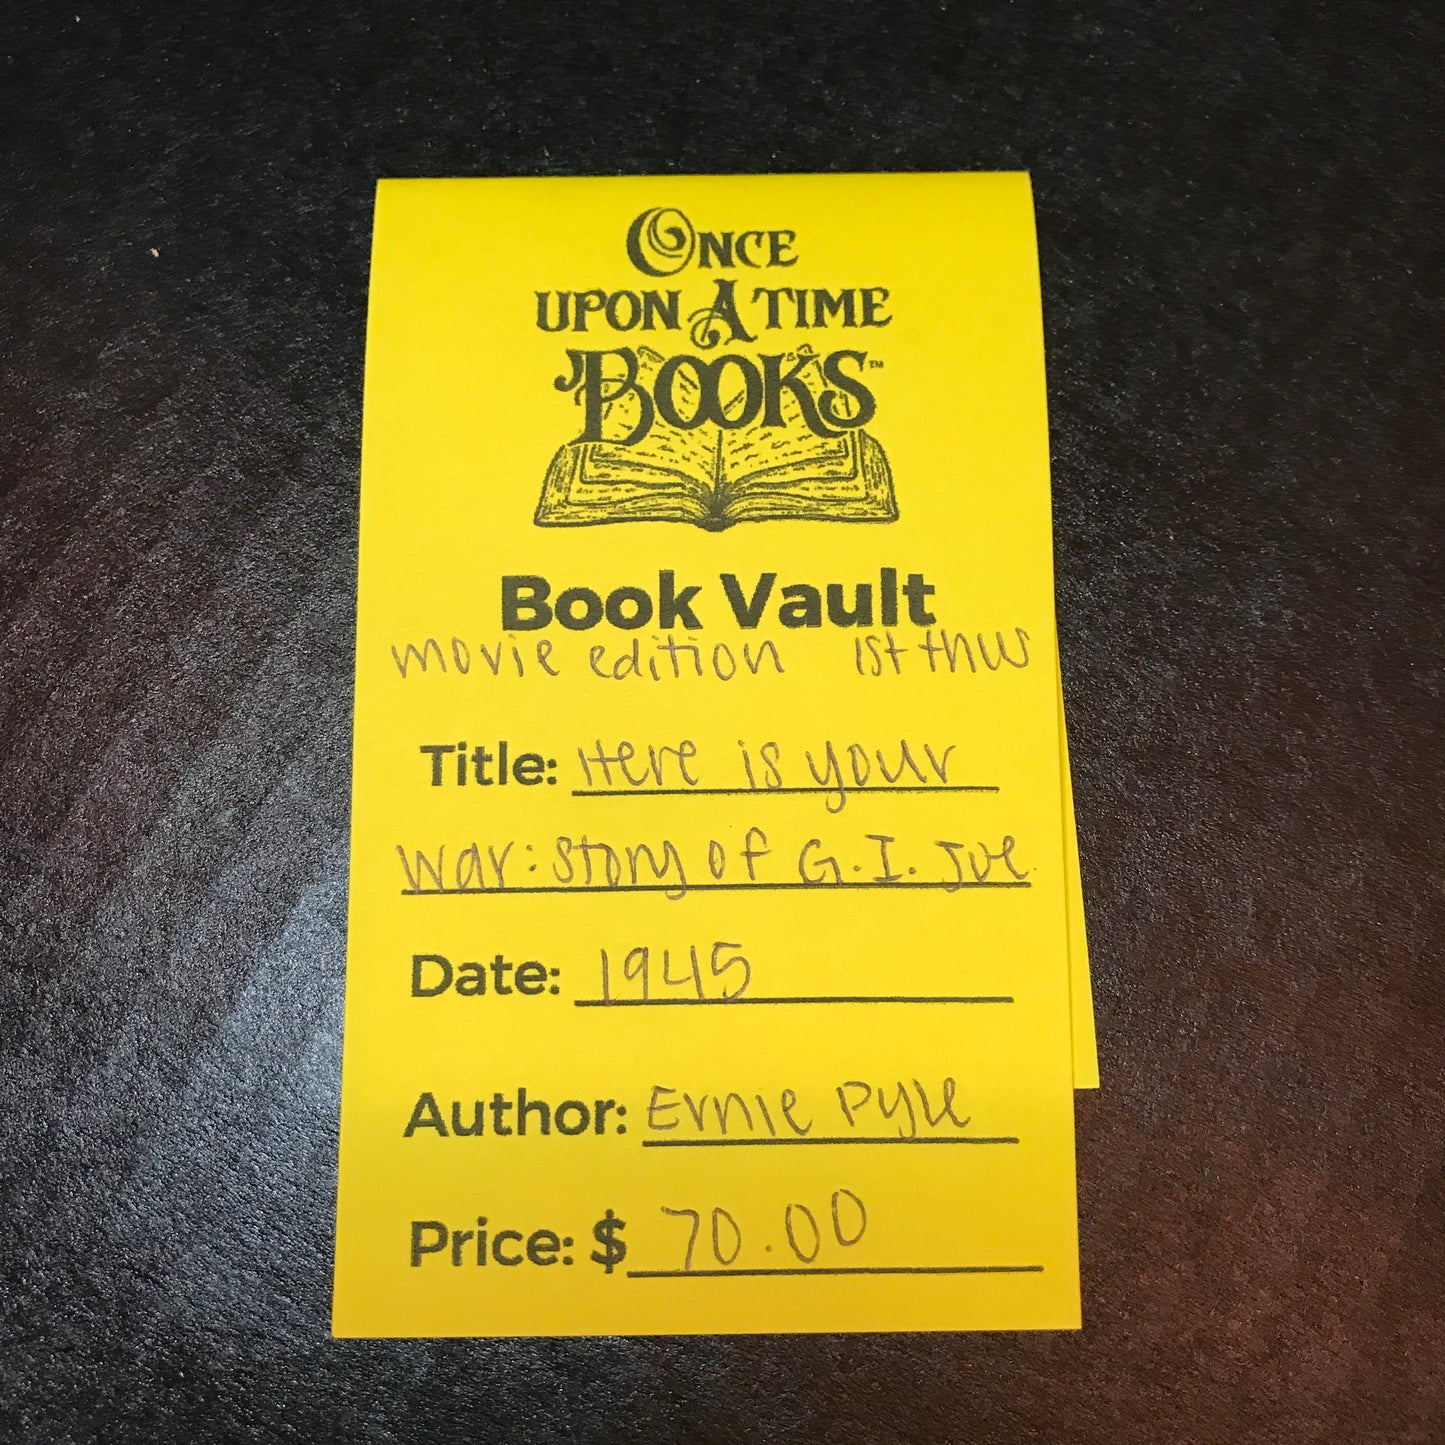 ONCE
UPON A TIME
BOOKS™
Book Vault
movie edition 1st thus
Title: Here is your
war: story of G.I. Joe
Date: 1945
Author: Ernie Pyle
Price: $ 70.00